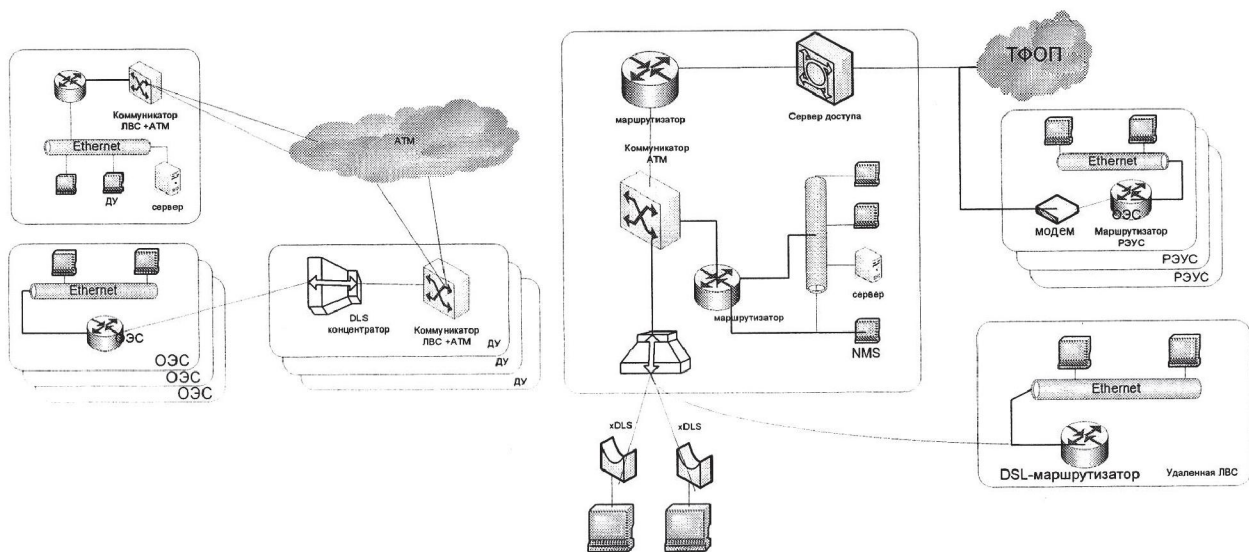 Коммуникатор
ЛВС +АТМ
Ethernet
ДУ
сервер
АТМ
Ethernet
ОЭС
ОЭС
ОЭС
ОЭС
DLS
концентратор
Коммуникатор
ЛВС +АТМ
ДУ
ДУ
ДУ
маршрутизатор
Сервер доступа
Коммуникатор
АТМ
маршрутизатор
сервер
NMS
xDLS
xDLS
ТФОП
Ethernet
ОЭС
модем
Маршрутизатор
РЭУС
РЭУС
РЭУС
Ethernet
DSL-маршрутизатор
Удаленная ЛВС